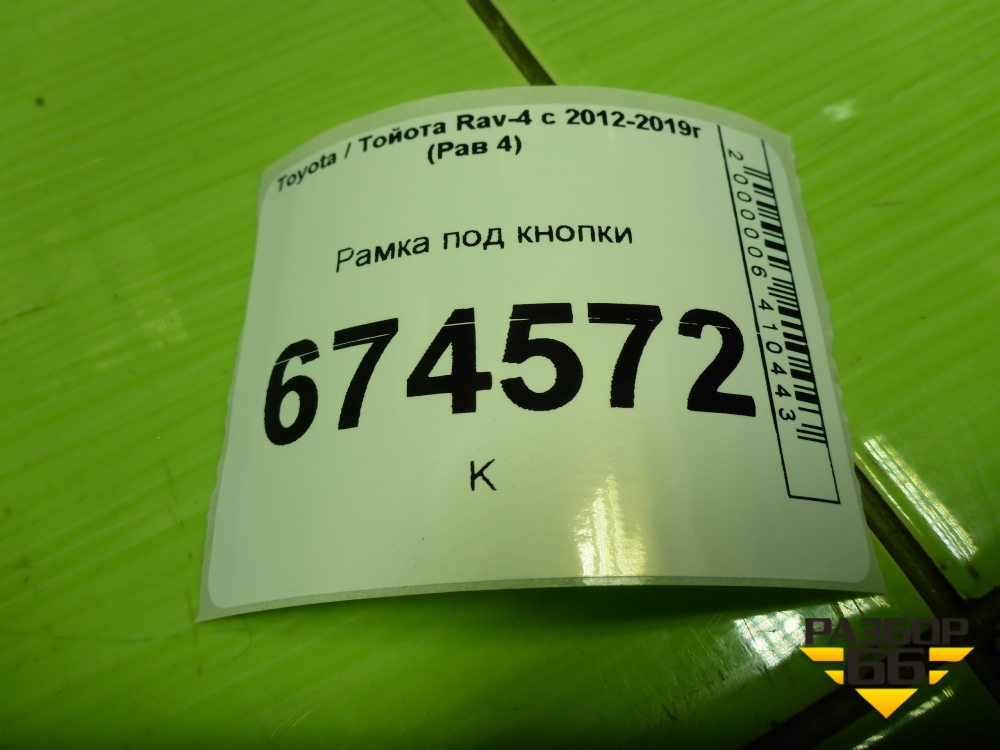 Toyota / Тойота Rav-4 с 2012-2019г
(Рав 4)
Рамка под кнопки
674572
К
2000006410443
РАЗБОР
66